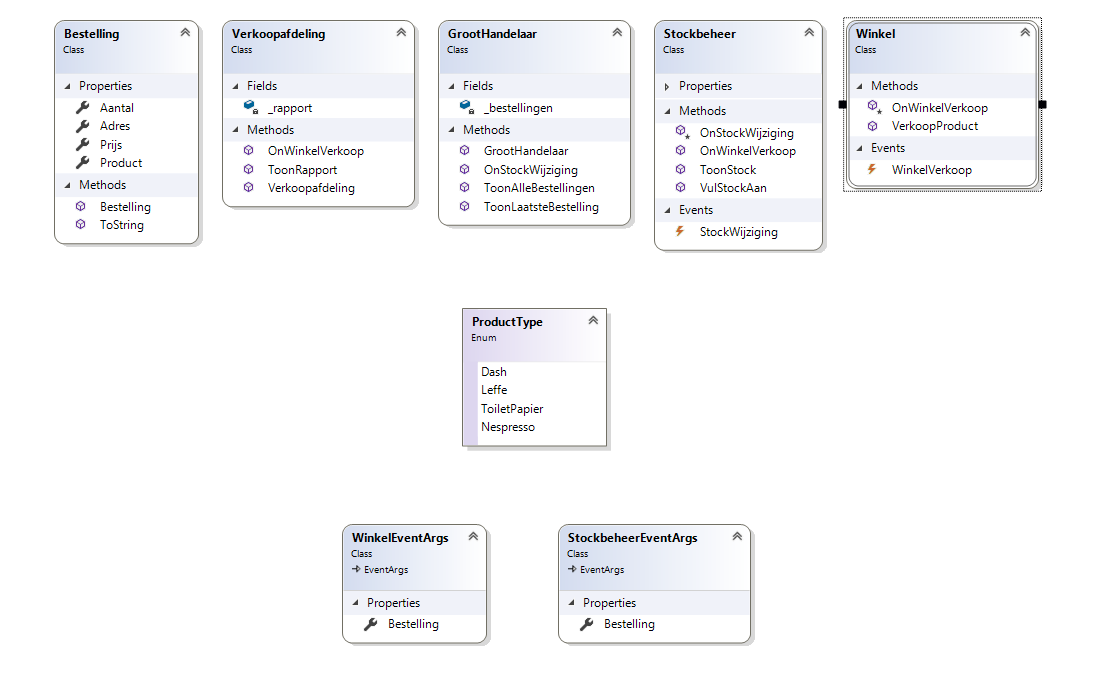 Bestelling
Class
Properties
Aantal
Adres
Prijs
Product
Methods
Bestelling
ToString
Verkoopafdeling
Class
Fields
_rapport
Methods
OnWinkelVerkoop
ToonRapport
Verkoopafdeling
GrootHandelaar
Class
Fields
_bestellingen
Methods
GrootHandelaar
OnStockWijziging
ToonAlleBestellingen
ToonLaatsteBestelling
Stockbeheer
Class
Properties
Methods
OnStockWijziging
OnWinkelVerkoop
ToonStock
VulStockAan
Events
StockWijziging
Winkel
Class
Methods
OnWinkelVerkoop
VerkoopProduct
Events
WinkelVerkoop
ProductType
Enum
Dash
Leffe
ToiletPapier
Nespresso
WinkelEventArgs
Class
EventArgs
Properties
Bestelling
StockbeheerEventArgs
Class
EventArgs
Properties
Bestelling